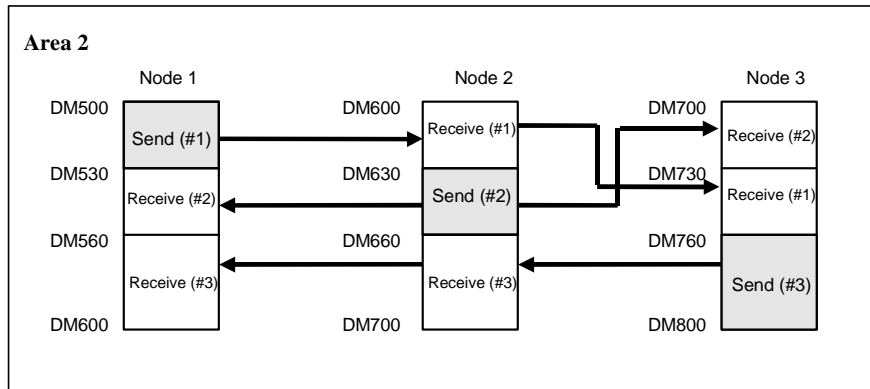 Area 2
Node 1 Node 2 Node 3
DM500 DM600 DM700
Send (#1) Receive (#1) Receive (#2)
DM530 DM630 DM730
Receive (#2) Send (#2) Receive (#1)
DM560 DM660 DM760
Receive (#3) Receive (#3) Send (#3)
DM600 DM700 DM800